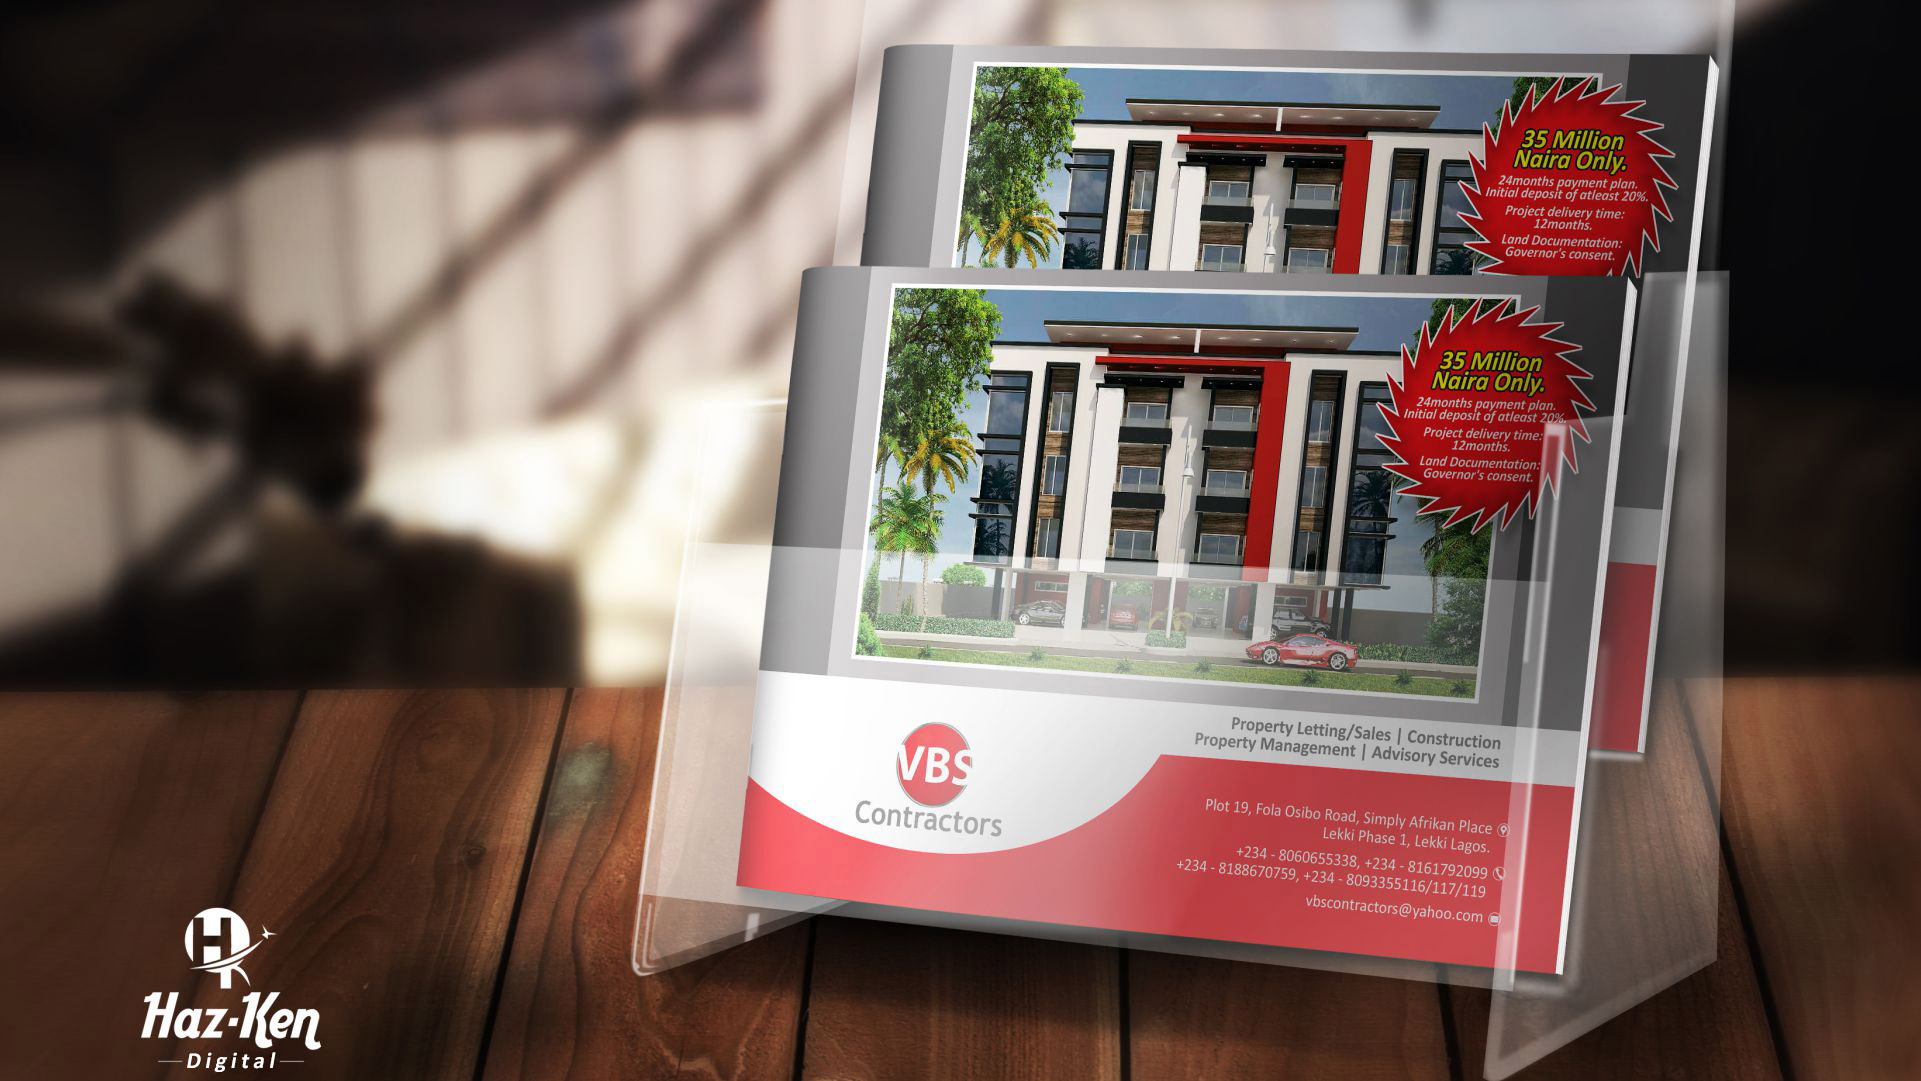 35 Million
Naira Only.
24months payment plan.
Initial deposit of atleast 20%.
Project delivery time:
12months.
Land Documentation:
Governor's consent.
35 Million
Naira Only.
24months payment plan.
Initial deposit of atleast 20%.
Project delivery time:
12months.
Land Documentation:
Governor's consent.
VBS
Contractors
Property Letting/Sales | Construction
Property Management | Advisory Services
Plot 19, Fola Osibo Road, Simply Afrikan Place
Lekki Phase 1, Lekki Lagos.
+234 - 8060655338, +234 - 8161792099
+234 - 8188670759, +234 - 8093355116/117/119
vbscontractors@yahoo.com
H
Haz-Ken
Digital